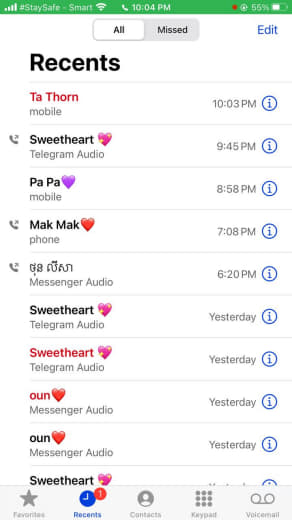 #StaySafe - Smart 10:04 PM 55%
All Missed Edit
Recents
Ta Thorn
mobile
10:03 PM
Sweetheart 💖
Telegram Audio
9:45 PM
Pa Pa💜
mobile
8:58 PM
Mak Mak❤️
phone
7:08 PM
ថុន លីសា
Messenger Audio
6:20 PM
Sweetheart 💖
Telegram Audio
Yesterday
Sweetheart 💖
Telegram Audio
Yesterday
oun❤️
Messenger Audio
Yesterday
oun❤️
Messenger Audio
Yesterday
Sweetheart 💖
1
Favorites Recents Contacts Keypad Voicemail